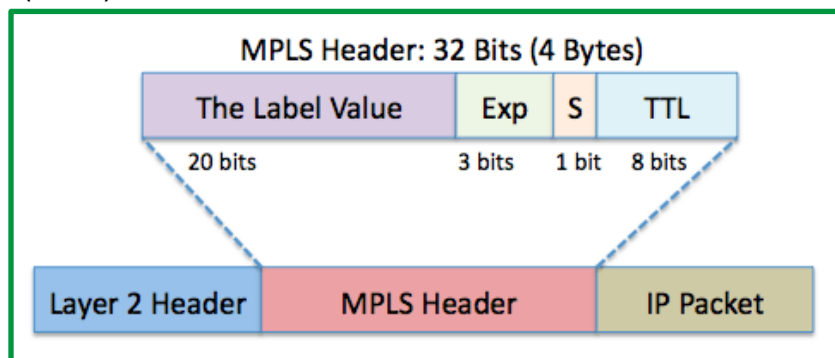 MPLS Header: 32 Bits (4 Bytes)
The Label Value Exp S TTL
20 bits 3 bits 1 bit 8 bits
Layer 2 Header MPLS Header IP Packet